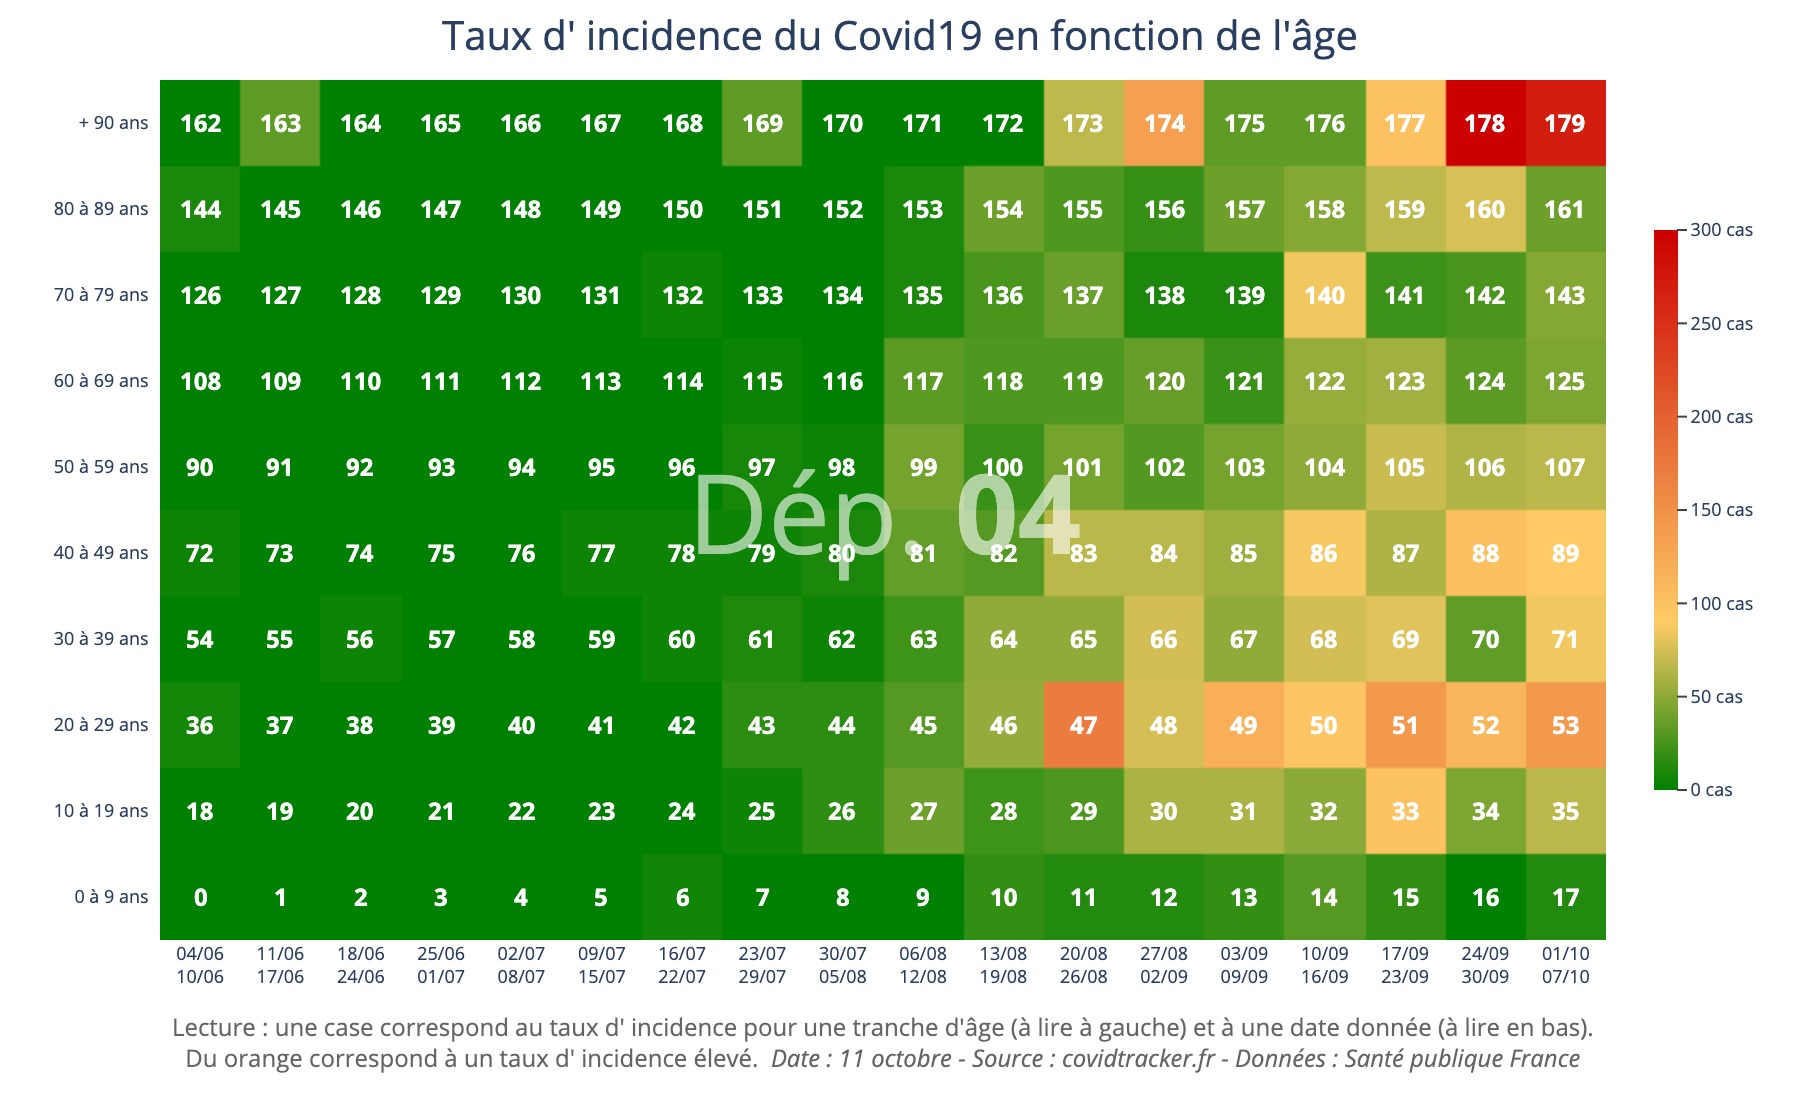 Taux d' incidence du Covid19 en fonction de l'âge
+ 90 ans 162 163 164 165 166 167 168 169 170 171 172 173 174 175 176 177 178 179
80 à 89 ans 144 145 146 147 148 149 150 151 152 153 154 155 156 157 158 159 160 161
300 cas
70 à 79 ans 126 127 128 129 130 131 132 133 134 135 136 137 138 139 140 141 142 143
250 cas
60 à 69 ans 108 109 110 111 112 113 114 115 116 117 118 119 120 121 122 123 124 125
200 cas
50 à 59 ans 90 91 92 93 94 95 96 97 98 99 100 101 102 103 104 105 106 107
Dép. 04
150 cas
40 à 49 ans 72 73 74 75 76 77 78 79 80 81 82 83 84 85 86 87 88 89
100 cas
30 à 39 ans 54 55 56 57 58 59 60 61 62 63 64 65 66 67 68 69 70 71
50 cas
20 à 29 ans 36 37 38 39 40 41 42 43 44 45 46 47 48 49 50 51 52 53
0 cas
10 à 19 ans 18 19 20 21 22 23 24 25 26 27 28 29 30 31 32 33 34 35
0 à 9 ans 0 1 2 3 4 5 6 7 8 9 10 11 12 13 14 15 16 17
04/06 11/06 18/06 25/06 02/07 09/07 16/07 23/07 30/07 06/08 13/08 20/08 27/08 03/09 10/09 17/09 24/09 01/10
10/06 17/06 24/06 01/07 08/07 15/07 22/07 29/07 05/08 12/08 19/08 26/08 02/09 09/09 16/09 23/09 30/09 07/10
Lecture : une case correspond au taux d' incidence pour une tranche d'âge (à lire à gauche) et à une date donnée (à lire en bas).
Du orange correspond à un taux d' incidence élevé. Date : 11 octobre - Source : covidtracker.fr - Données : Santé publique France